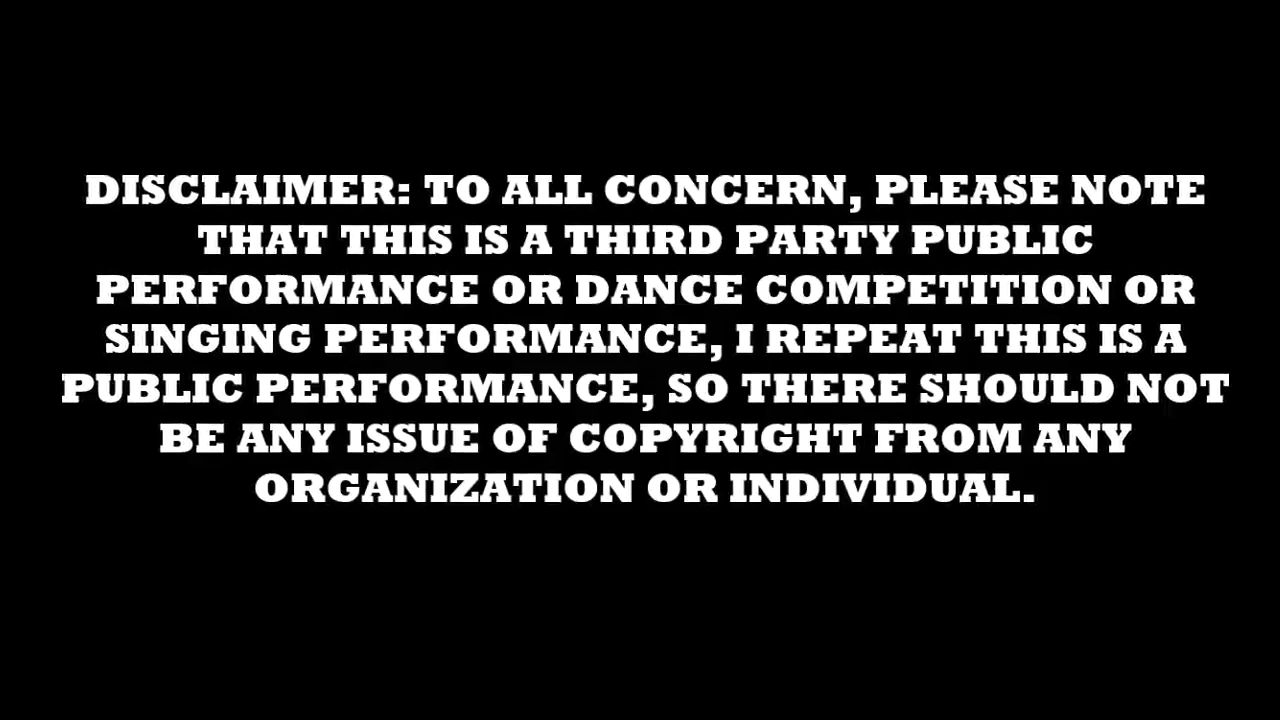 DISCLAIMER: TO ALL CONCERN, PLEASE NOTE
THAT THIS IS A THIRD PARTY PUBLIC
PERFORMANCE OR DANCE COMPETITION OR
SINGING PERFORMANCE, I REPEAT THIS IS A
PUBLIC PERFORMANCE, SO THERE SHOULD NOT
BE ANY ISSUE OF COPYRIGHT FROM ANY
ORGANIZATION OR INDIVIDUAL.